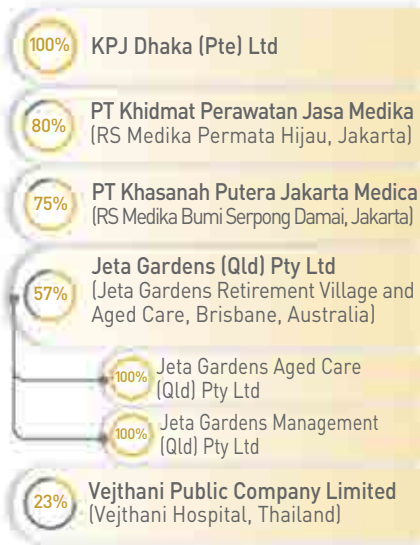 100% KPJ Dhaka (Pte) Ltd
80% PT Khidmat Perawatan Jasa Medika
(RS Medika Permata Hijau, Jakarta)
75% PT Khasanah Putera Jakarta Medica
(RS Medika Bumi Serpong Damai, Jakarta)
57% Jeta Gardens (Qld) Pty Ltd
(Jeta Gardens Retirement Village and
Aged Care, Brisbane, Australia)
100% Jeta Gardens Aged Care
(Qld) Pty Ltd
100% Jeta Gardens Management
(Qld) Pty Ltd
23% Vejthani Public Company Limited
(Vejthani Hospital, Thailand)